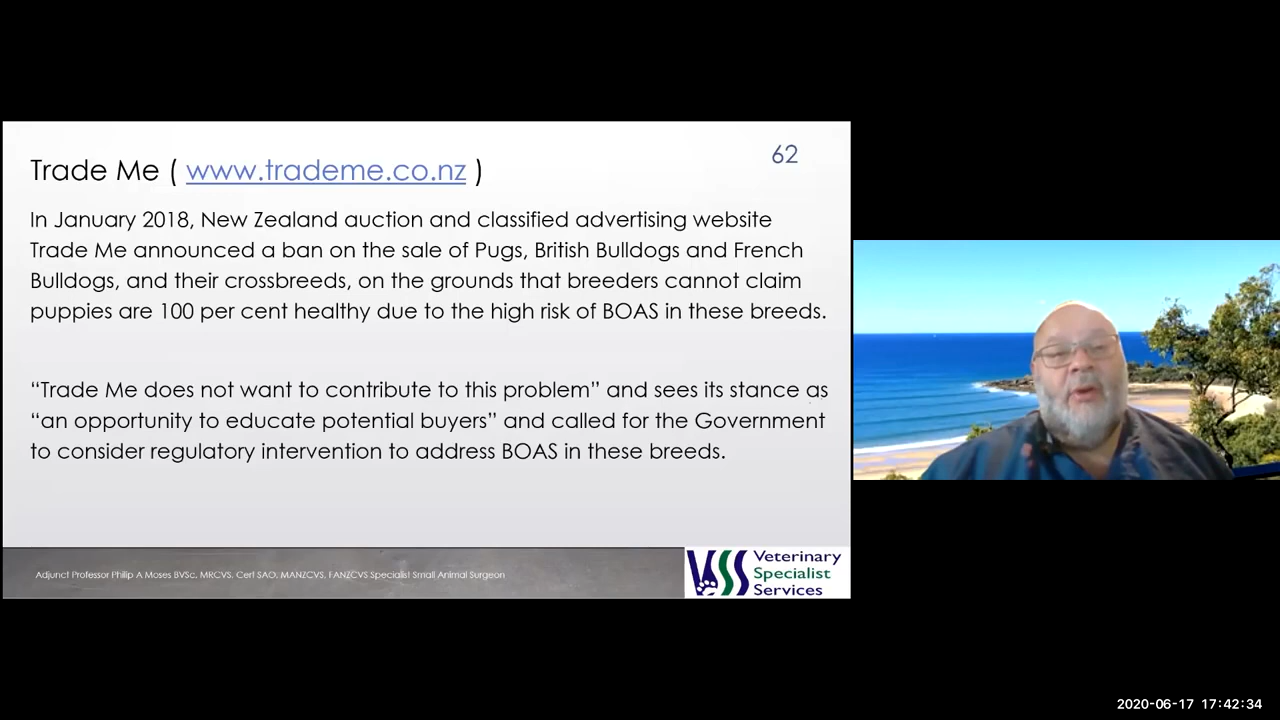 Trade Me ( www.trademe.co.nz )
62
In January 2018, New Zealand auction and classified advertising website
Trade Me announced a ban on the sale of Pugs, British Bulldogs and French
Bulldogs, and their crossbreeds, on the grounds that breeders cannot claim
puppies are 100 per cent healthy due to the high risk of BOAS in these breeds.
“Trade Me does not want to contribute to this problem” and sees its stance as
“an opportunity to educate potential buyers” and called for the Government
to consider regulatory intervention to address BOAS in these breeds.
Adjunct Professor Philip A Moses BVSc, MRCVS, Cert SAO, MANZCVS, FANZCVS Specialist Small Animal Surgeon
VSS
Veterinary
Specialist
Services
2020-06-17 17:42:34